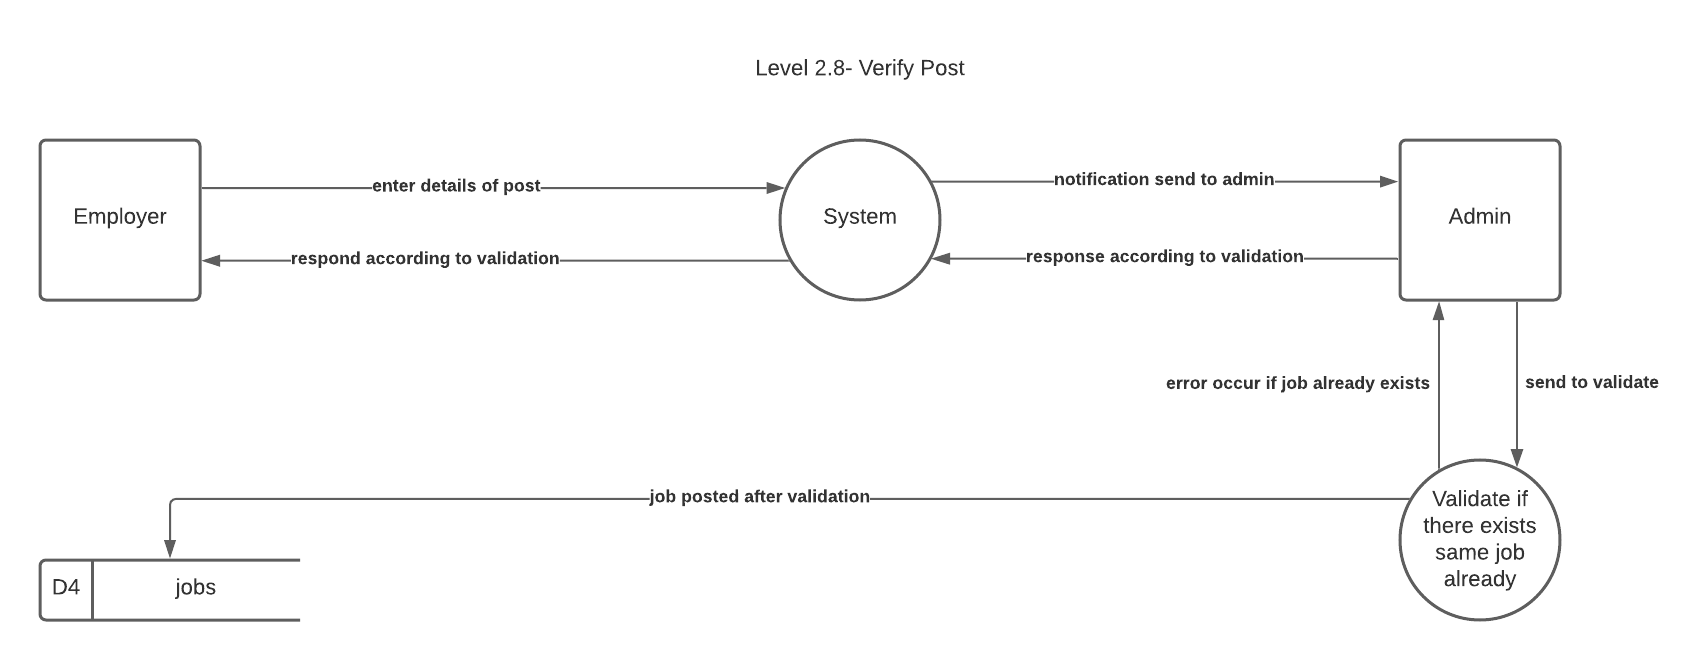 Level 2.8- Verify Post
enter details of post
notification send to admin
Employer
System
Admin
respond according to validation
response according to validation
error occur if job already exists
send to validate
job posted after validation
Validate if
there exists
same job
already
D4
jobs